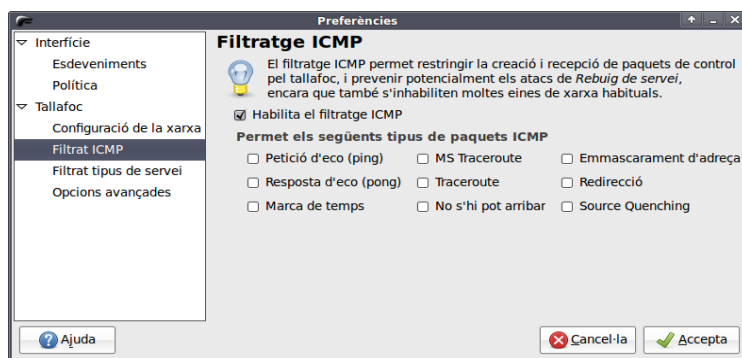 Preferències
Interfície
Esdeveniments
Política
Tallafoc
Configuració de la xarxa
Filtrat ICMP
Filtrat tipus de servei
Opcions avançades
Filtratge ICMP
El filtratge ICMP permet restringir la creació i recepció de paquets de control
pel tallafoc, i prevenir potencialment els atacs de Rebuig de servei,
encara que també s'inhabiliten moltes eines de xarxa habituals.
Habilita el filtratge ICMP
Permet els següents tipus de paquets ICMP
Petició d'eco (ping) MS Traceroute Emmascarament d'adreça
Resposta d'eco (pong) Traceroute Redirecció
Marca de temps No s'hi pot arribar Source Quenching
Ajuda Cancel·la Accepta